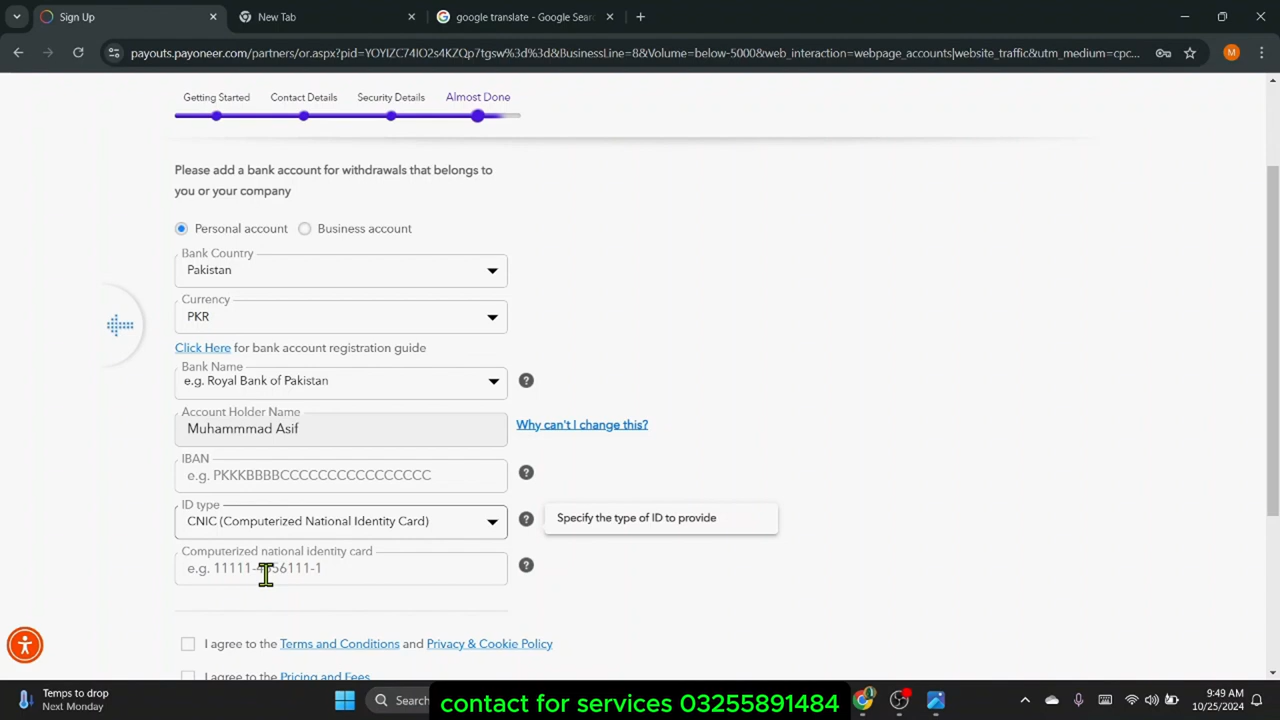 Sign Up
New Tab
google translate - Google Sear
payouts.payoneer.com/partners/or.aspx?pid=YOYIZC74IO2s4KZQp7tgsw%3d%3d&BusinessLine=8&Volume=below-5000&web_interaction=webpage_accounts|website_traffic&utm_medium=cpc...
M
Getting Started
Contact Details
Security Details
Almost Done
Please add a bank account for withdrawals that belongs to
you or your company
Personal account
Business account
Bank Country
Pakistan
Currency
PKR
Click Here for bank account registration guide
Bank Name
e.g. Royal Bank of Pakistan
?
Account Holder Name
Muhammmad Asif
Why can't I change this?
IBAN
e.g. PKKKBBBBCCCCCCCCCCCCCCCC
?
ID type
CNIC (Computerized National Identity Card)
?
Specify the type of ID to provide
Computerized national identity card
?
I agree to the Terms and Conditions and Privacy & Cookie Policy
I agree to the Pricing and Fees
Temps to drop
Next Monday
Search
contact for services 03255891484
9:49 AM
10/25/2024